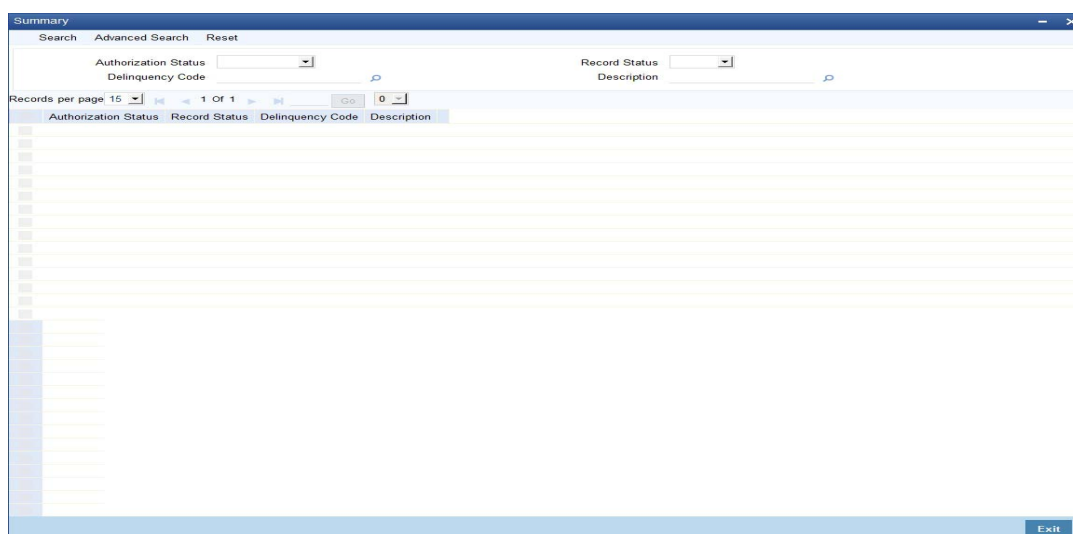 Summary
Search Advanced Search Reset
Authorization Status Record Status
Delinquency Code Description
Records per page 15 1 Of 1 Go 0
Authorization Status Record Status Delinquency Code Description
Exit